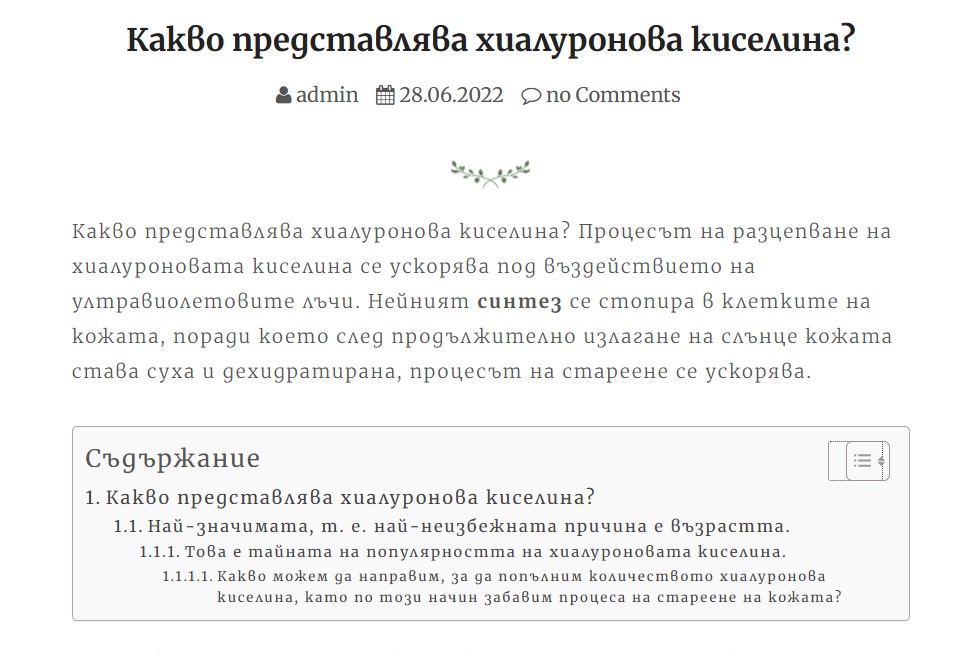 Какво представлява хиалуронова киселина?
admin 28.06.2022 no Comments
Какво представлява хиалуронова киселина? Процесът на разцепване на
хиалуроновата киселина се ускорява под въздействието на
ултравиолетовите лъчи. Нейният синтез се стопира в клетките на
кожата, поради което след продължително излагане на слънце кожата
става суха и дехидратирана, процесът на стареене се ускорява.
Съдържание
1. Какво представлява хиалуронова киселина?
1.1. Най-значимата, т. е. най-неизбежната причина е възрастта.
1.1.1. Това е тайната на популярността на хиалуроновата киселина.
1.1.1.1. Какво можем да направим, за да попълним количеството хиалуронова
киселина, като по този начин забавим процеса на стареене на кожата?